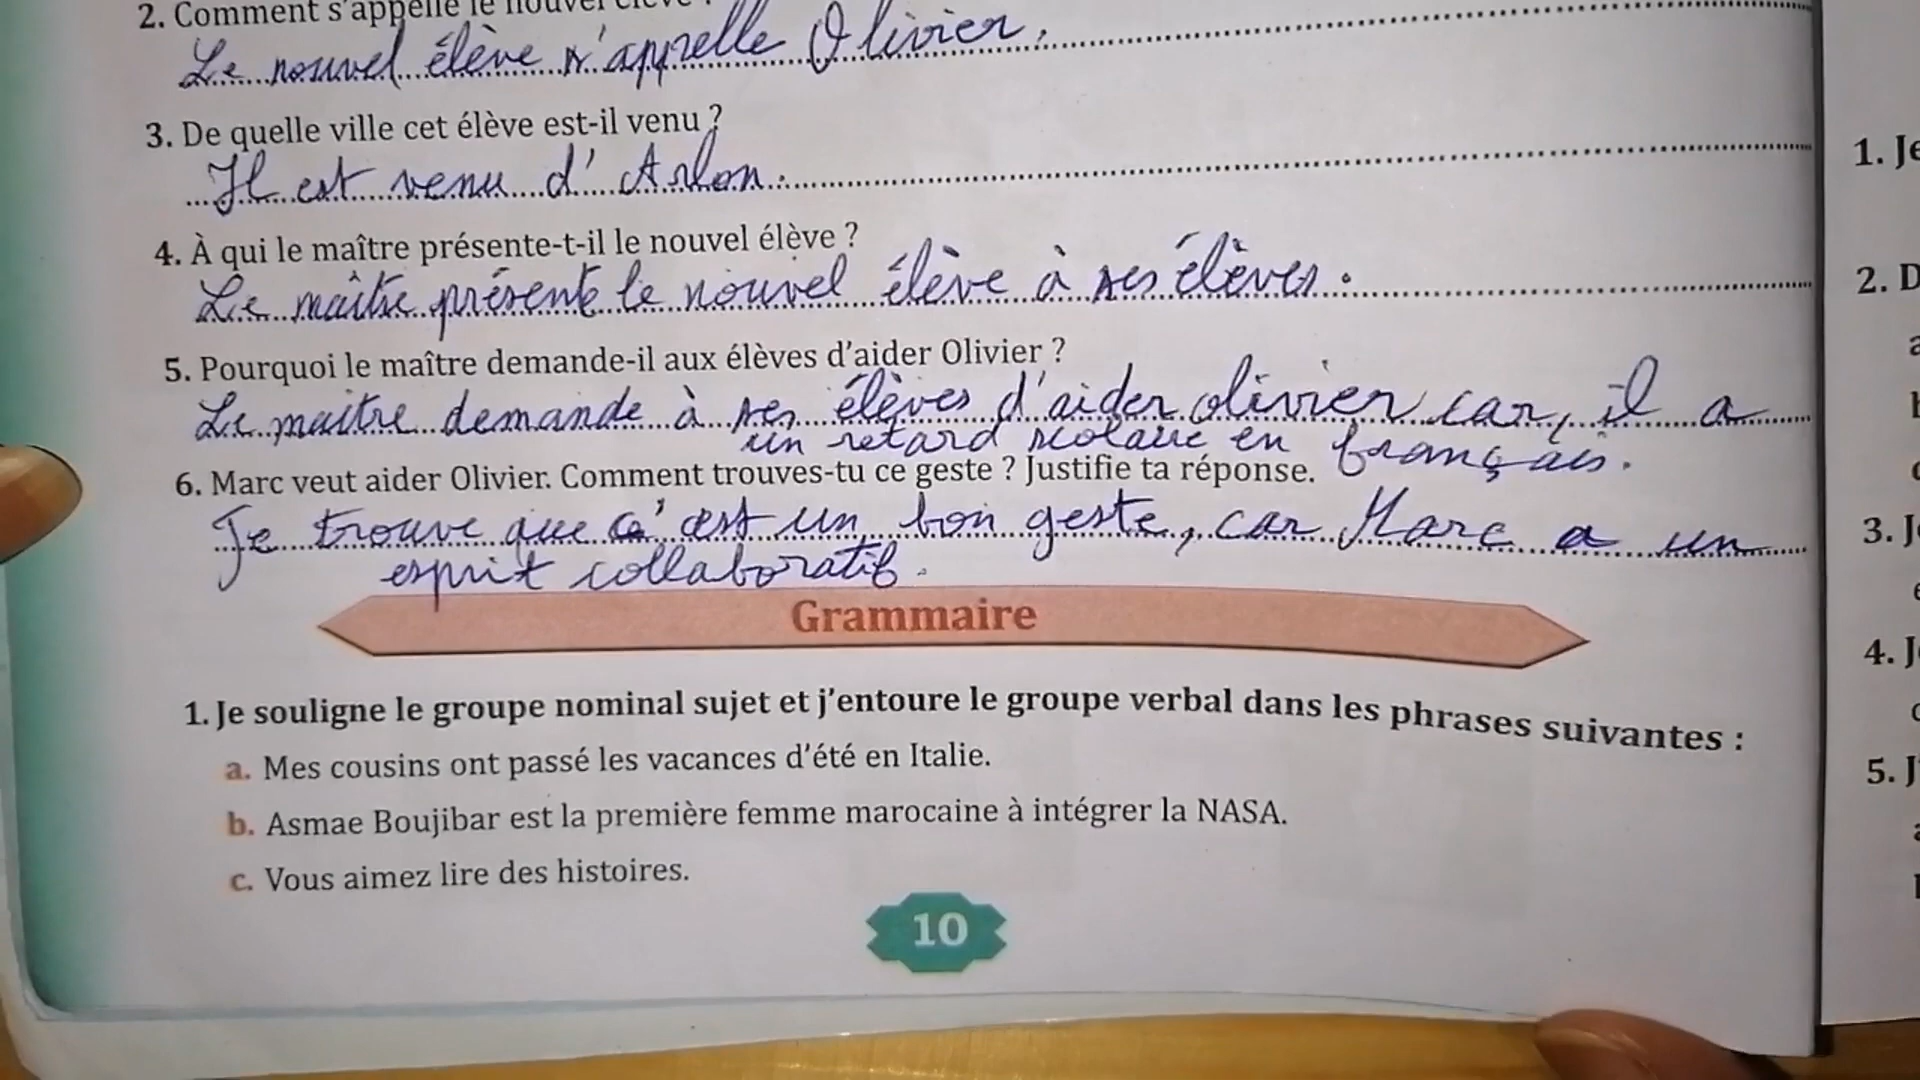 2. Comment s'appelle le nouvel élève ?
Le nouvel élève s'appelle Olivier.
3. De quelle ville cet élève est-il venu ?
Il est venu d'Arlon.
4. À qui le maître présente-t-il le nouvel élève ?
Le maître présente le nouvel élève à ses élèves.
5. Pourquoi le maître demande-il aux élèves d'aider Olivier ?
Le maître demande à ses élèves d'aider olivier car, il a
un retard scolaire en français.
6. Marc veut aider Olivier. Comment trouves-tu ce geste ? Justifie ta réponse.
Je trouve que c'est un bon geste, car Marc a un
esprit collaboratif.
Grammaire
1. Je souligne le groupe nominal sujet et j'entoure le groupe verbal dans les phrases suivantes :
a. Mes cousins ont passé les vacances d'été en Italie.
b. Asmae Boujibar est la première femme marocaine à intégrer la NASA.
c. Vous aimez lire des histoires.
10
1. Je
2. D
3. J
4. J
5. J'